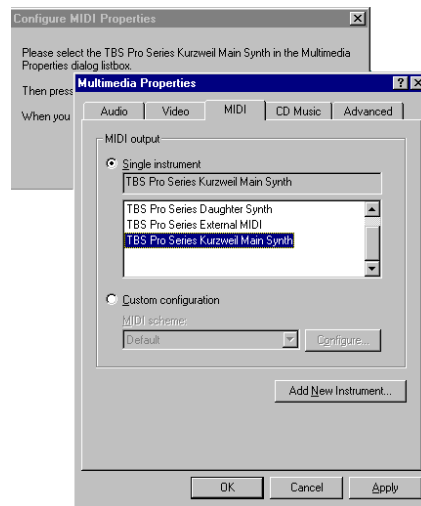 Configure MIDI Properties
Please select the TBS Pro Series Kurzweil Main Synth in the Multimedia
Properties dialog listbox.
Then press
When you
Multimedia Properties
Audio
Video
MIDI
CD Music
Advanced
MIDI output
Single instrument
TBS Pro Series Kurzweil Main Synth
TBS Pro Series Daughter Synth
TBS Pro Series External MIDI
TBS Pro Series Kurzweil Main Synth
Custom configuration
MIDI scheme:
Default
Configure...
Add New Instrument...
OK
Cancel
Apply